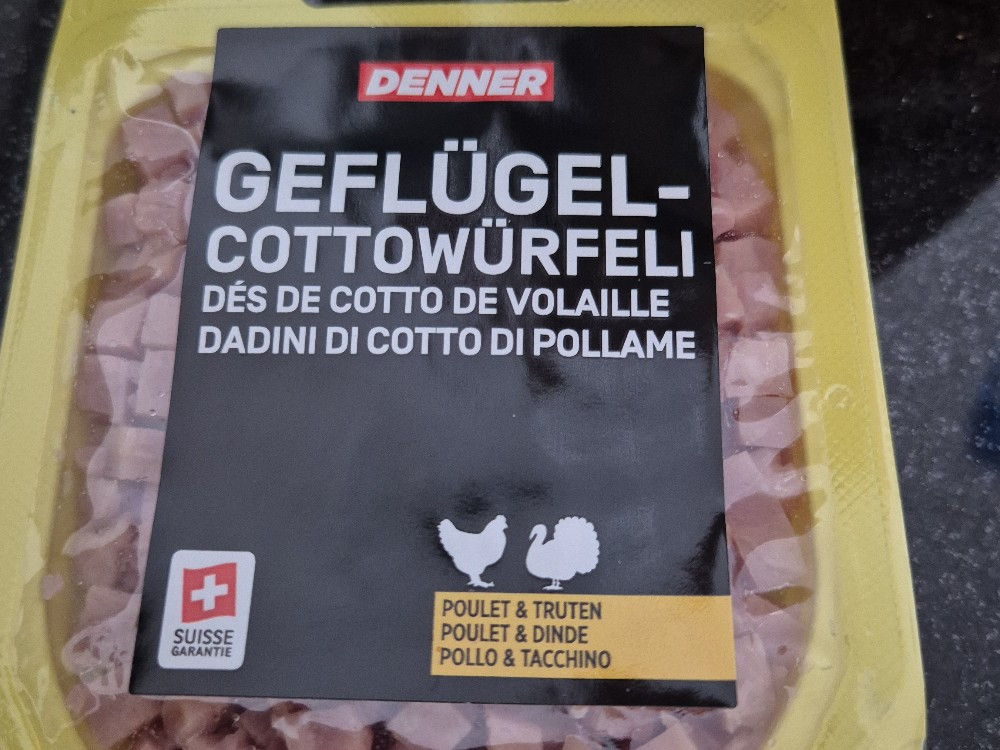 DENNER
GEFLÜGEL-
COTTOWÜRFELI
DÉS DE COTTO DE VOLAILLE
DADINI DI COTTO DI POLLAME
SUISSE
GARANTIE
POULET & TRUTEN
POULET & DINDE
POLLO & TACCHINO